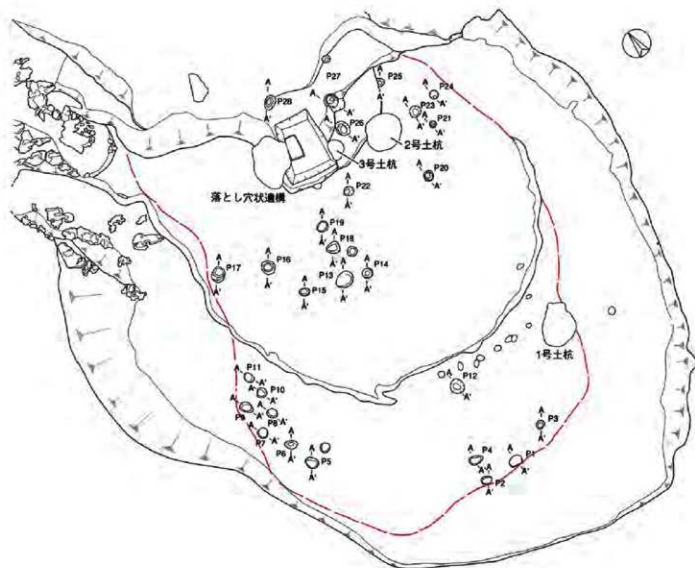 A
P27
A
P25
A
P24
A
P28
A
A'
A
P23
A
A'
P21
A'
A'
P26
A'
A'
2号土杭
3号土杭
A
P20
A'
落とし穴状遺構
A
P22
A'
A
P19
A'
A
P18
A
P17
A'
A
P16
A'
A
P15
A'
A
P13
A'
A
P14
A'
1号土杭
A
P11
A'
A
P10
A'
A
P9
A'
A
P8
A'
A
P7
A'
A
P6
A'
A
P5
A'
A
P12
A'
A
P3
A'
A
P4
A'
A
P1
A'
A
P2
A'